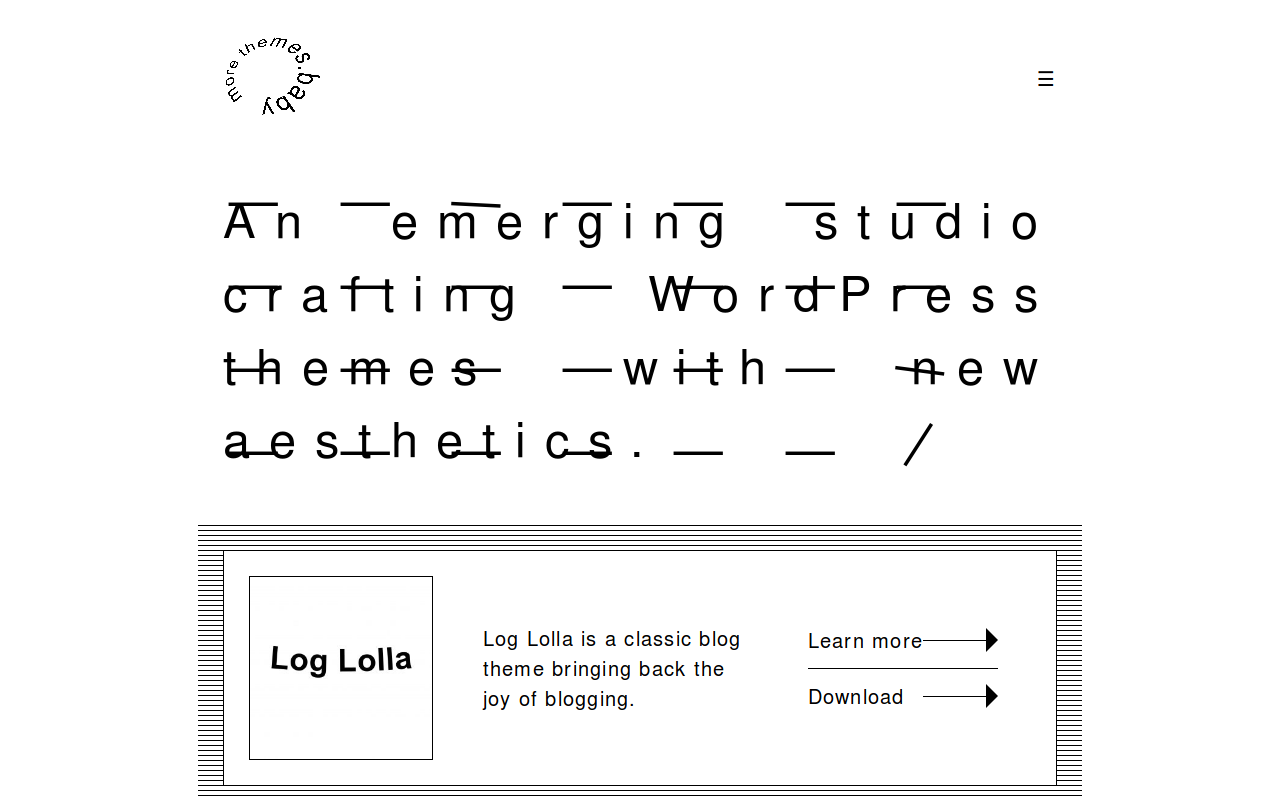 more themes.baby
☰
An emerging studio
crafting WordPress
themes with new
aesthetics.
Log Lolla
Log Lolla is a classic blog
theme bringing back the
joy of blogging.
Learn more
Download